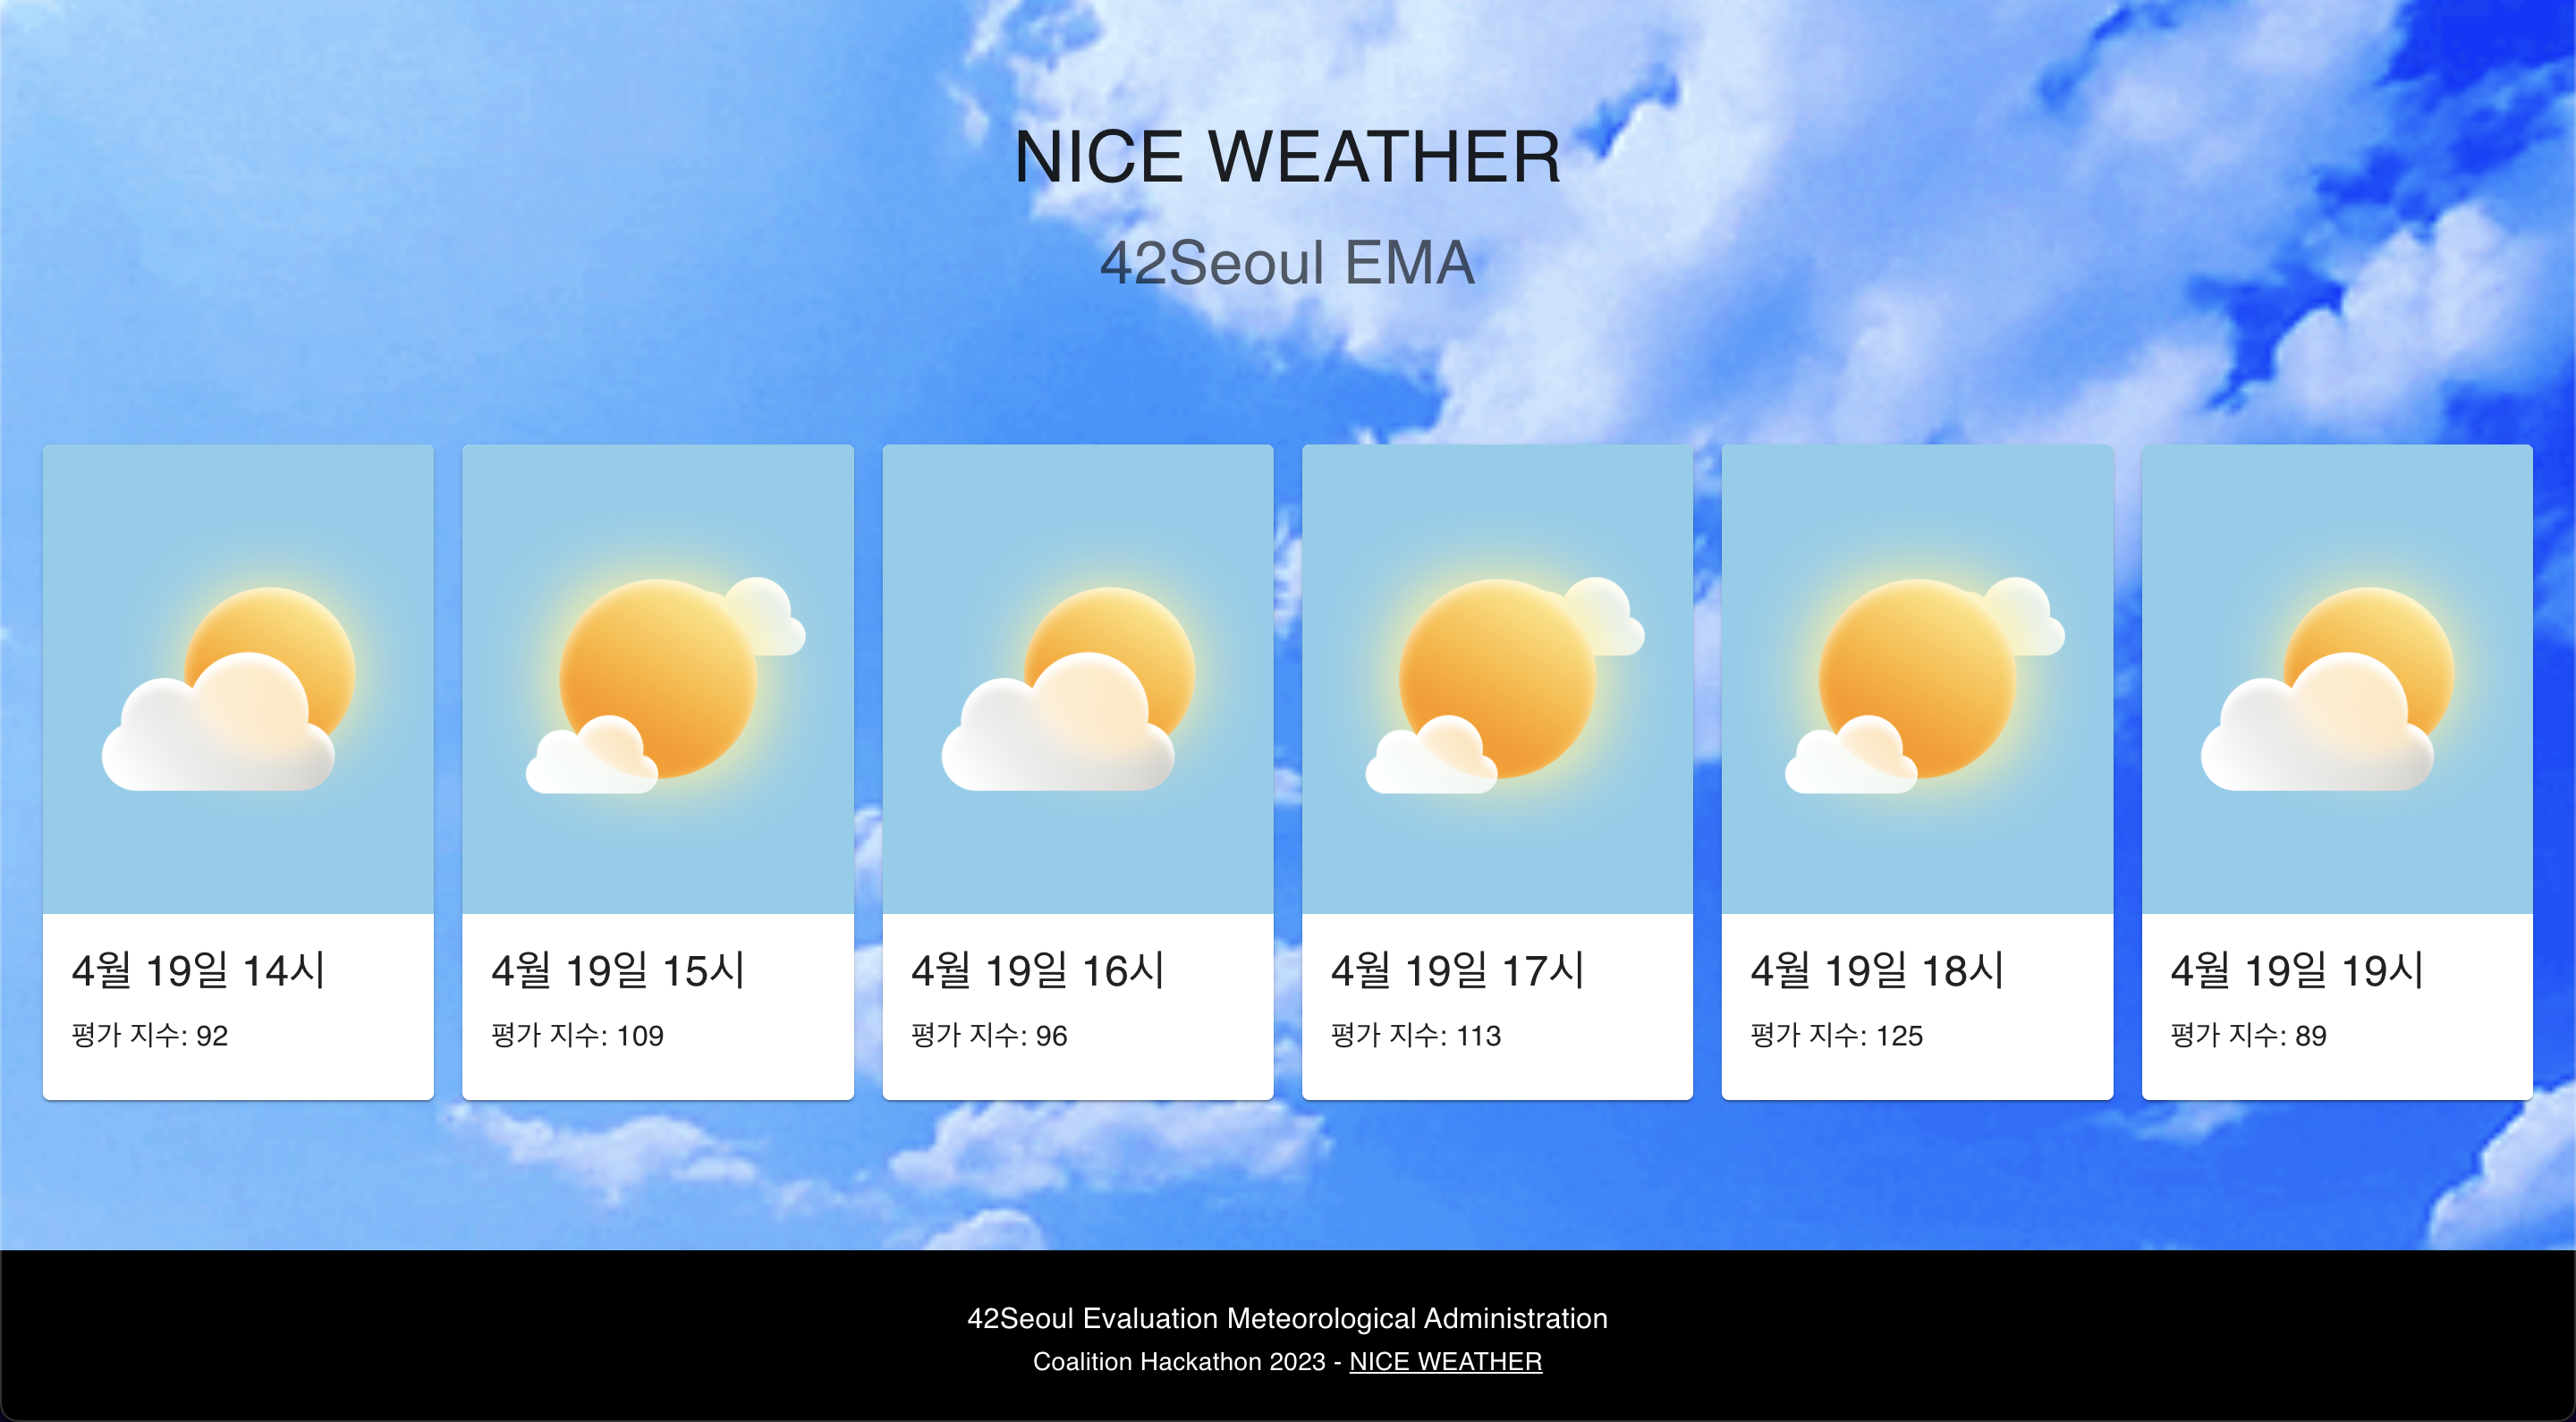 NICE WEATHER
42Seoul EMA
4월 19일 14시
평가 지수: 92
4월 19일 15시
평가 지수: 109
4월 19일 16시
평가 지수: 96
4월 19일 17시
평가 지수: 113
4월 19일 18시
평가 지수: 125
4월 19일 19시
평가 지수: 89
42Seoul Evaluation Meteorological Administration
Coalition Hackathon 2023 - NICE WEATHER